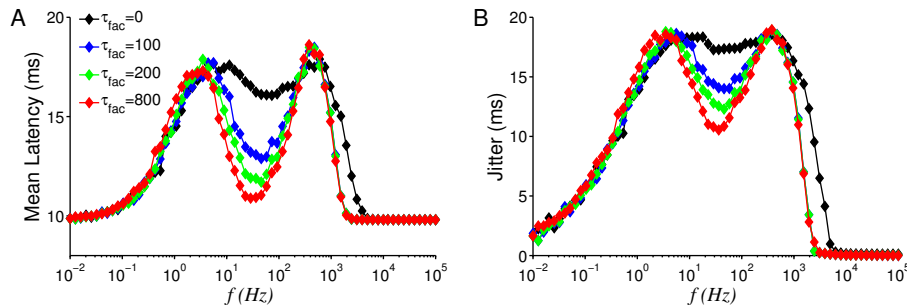 A
B
Mean Latency (ms)
20
15
10
τfac=0
τfac=100
τfac=200
τfac=800
10⁻² 10⁻¹ 10⁰ 10¹ 10² 10³ 10⁴ 10⁵
f (Hz)
Jitter (ms)
20
15
10
5
0
10⁻² 10⁻¹ 10⁰ 10¹ 10² 10³ 10⁴ 10⁵
f (Hz)